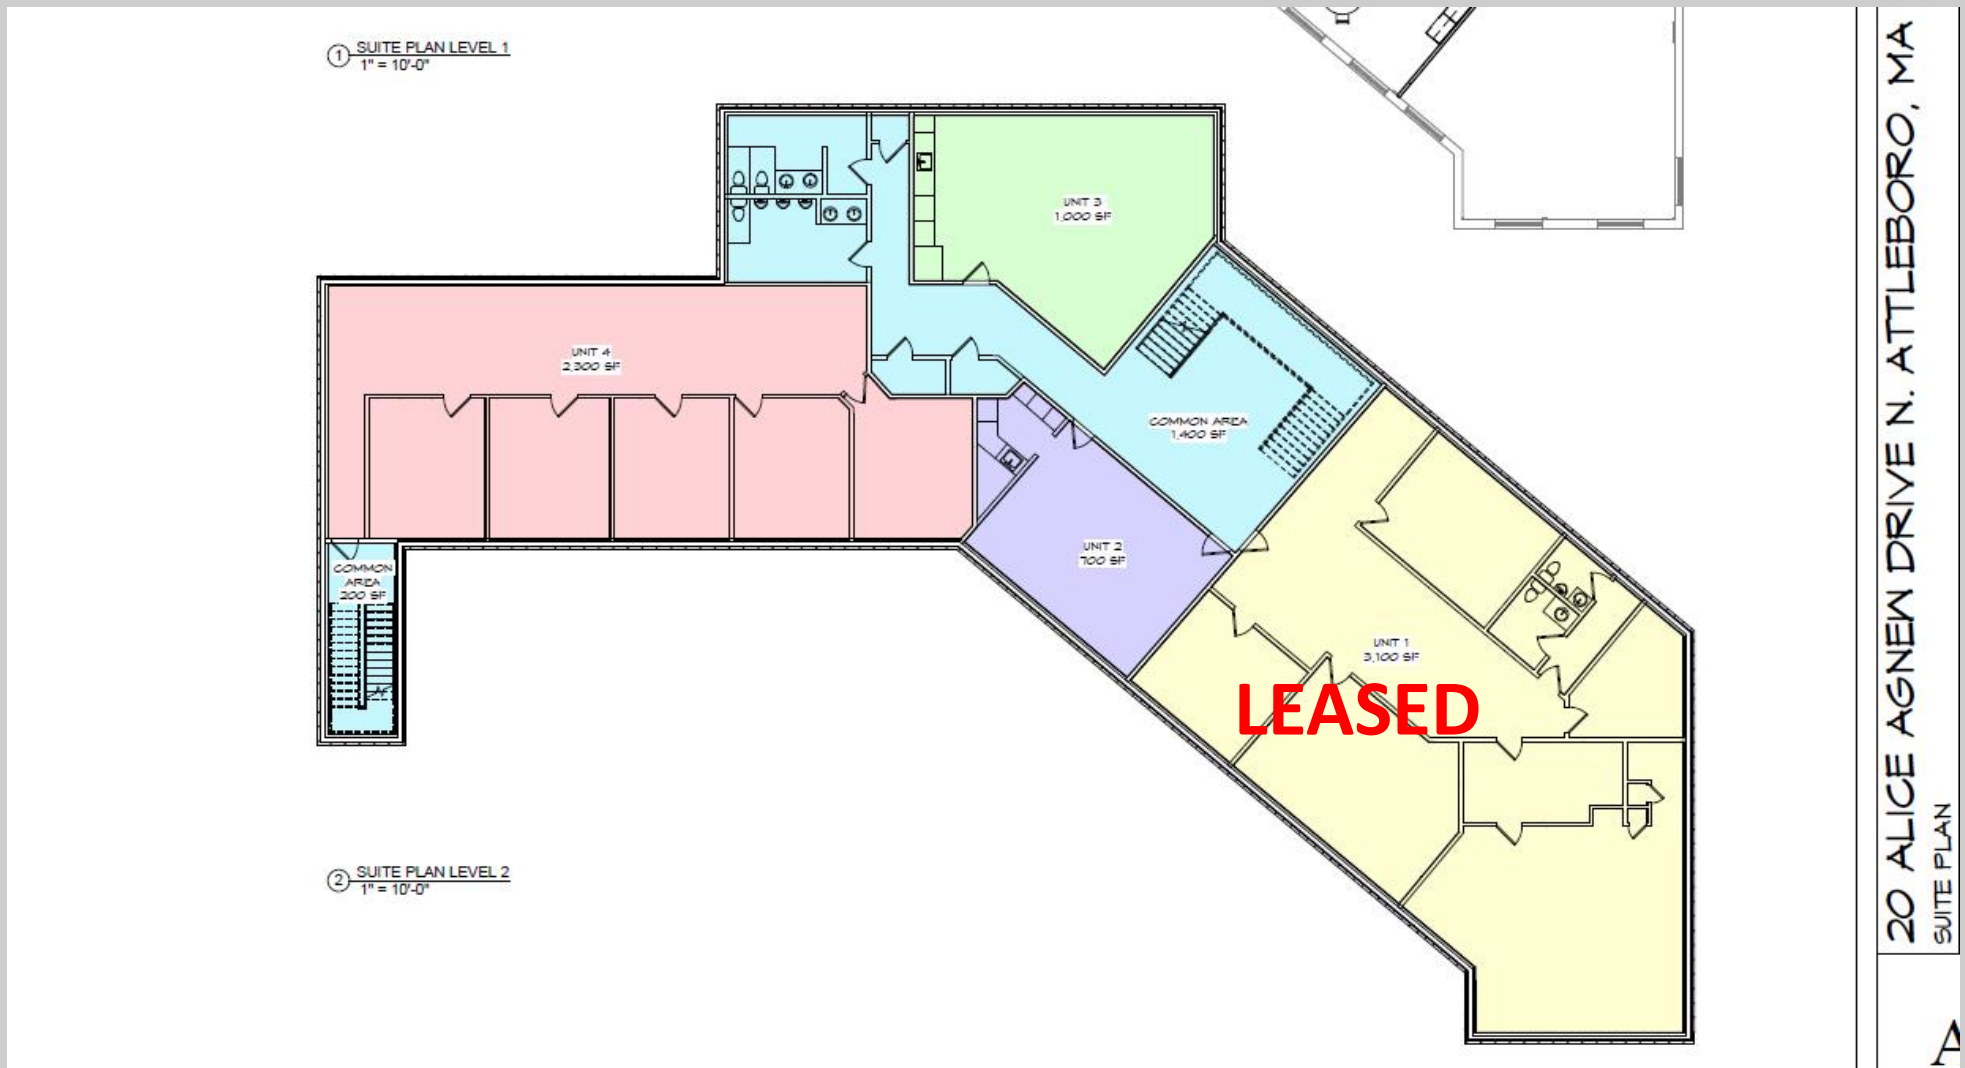 1
SUITE PLAN LEVEL 1
1" = 10'-0"
UNIT 3
1,000 SF
UNIT 4
2,300 SF
COMMON AREA
1,400 SF
UNIT 2
700 SF
COMMON
AREA
200 SF
UNIT 1
3,100 SF
LEASED
2
SUITE PLAN LEVEL 2
1" = 10'-0"
20 ALICE AGNEW DRIVE N. ATTLEBORO, MA
SUITE PLAN
A